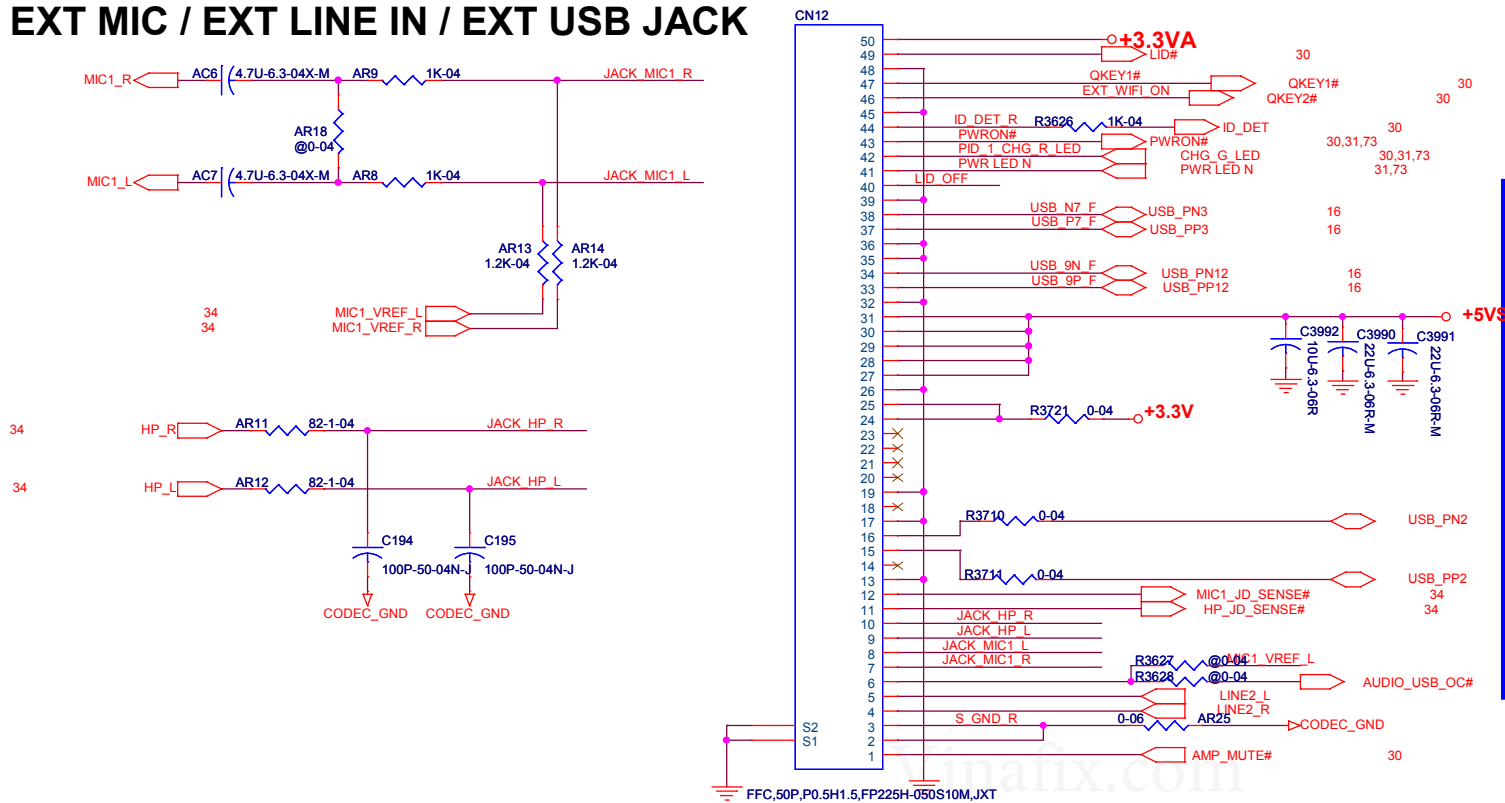 EXT MIC / EXT LINE IN / EXT USB JACK
MIC1_R
AC6
4.7U-6.3-04X-M
AR9
1K-04
JACK_MIC1_R
AR18
@0-04
MIC1_L
AC7
4.7U-6.3-04X-M
AR8
1K-04
JACK_MIC1_L
AR13
1.2K-04
AR14
1.2K-04
34
MIC1_VREF_L
34
MIC1_VREF_R
34
HP_R
AR11
82-1-04
JACK_HP_R
34
HP_L
AR12
82-1-04
JACK_HP_L
C194
100P-50-04N-J
C195
100P-50-04N-J
CODEC_GND
CODEC_GND
CN12
50
+3.3VA
49
LID#
30
48
47
QKEY1#
QKEY1#
30
46
EXT_WIFI_ON
QKEY2#
30
45
44
ID_DET_R
R3626
1K-04
ID_DET
30
43
PWRON#
PWRON#
30,31,73
42
PID_1_CHG_R_LED
CHG_G_LED
30,31,73
41
PWR LED N
PWR LED N
31,73
40
LID_OFF
39
38
USB_N7_F
USB_PN3
16
37
USB_P7_F
USB_PP3
16
36
35
34
USB_9N_F
USB_PN12
16
33
USB_9P_F
USB_PP12
16
32
31
+5VS
30
29
28
27
C3992
10U-6.3-06R
C3990
22U-6.3-06R-M
C3991
22U-6.3-06R-M
26
25
24
R3721
0-04
+3.3V
23
22
21
20
19
18
17
16
R3710
0-04
USB_PN2
15
14
13
R3711
0-04
USB_PP2
12
MIC1_JD_SENSE#
34
11
HP_JD_SENSE#
34
10
JACK_HP_R
9
JACK_HP_L
8
JACK_MIC1_L
7
JACK_MIC1_R
R3627
@0-04
MIC1_VREF_L
6
R3628
@0-04
AUDIO_USB_OC#
5
LINE2_L
4
LINE2_R
3
S_GND_R
0-06
AR25
CODEC_GND
2
1
AMP_MUTE#
30
S2
S1
FFC,50P,P0.5H1.5,FP225H-050S10M,JXT
Vinafix.com